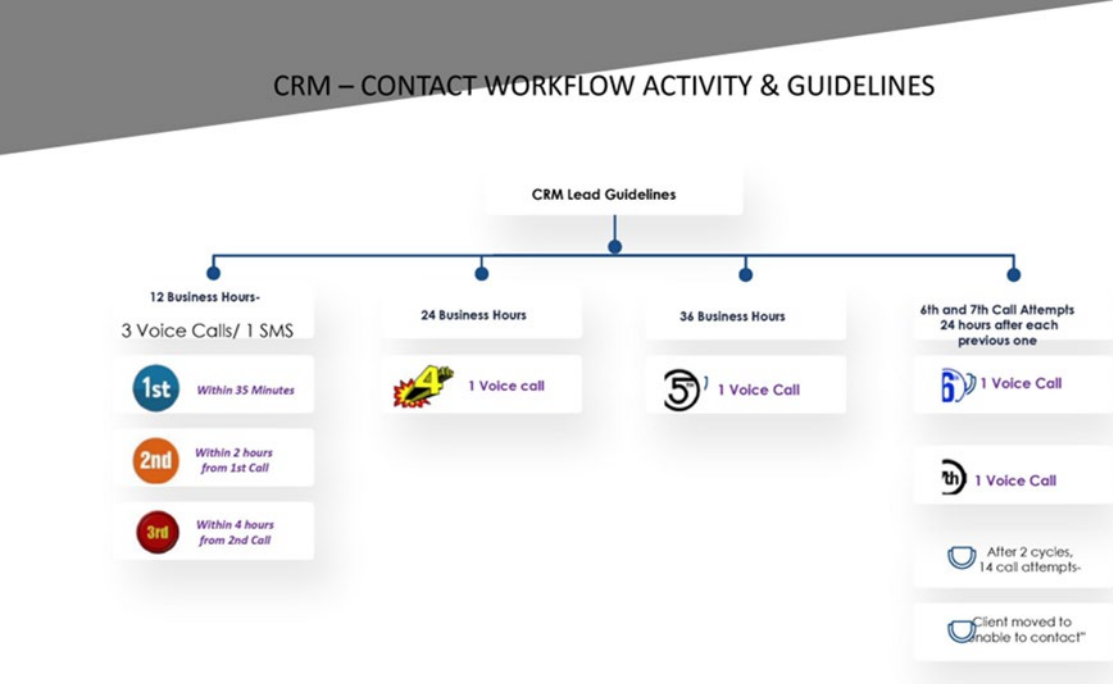 CRM – CONTACT WORKFLOW ACTIVITY & GUIDELINES
CRM Lead Guidelines
12 Business Hours-
3 Voice Calls/ 1 SMS
1st
Within 35 Minutes
2nd
Within 2 hours
from 1st Call
3rd
Within 4 hours
from 2nd Call
24 Business Hours
4th
1 Voice call
36 Business Hours
5TH
1 Voice Call
6th and 7th Call Attempts
24 hours after each
previous one
6th
1 Voice Call
th
1 Voice Call
After 2 cycles,
14 call attempts-
Client moved to
nable to contact"